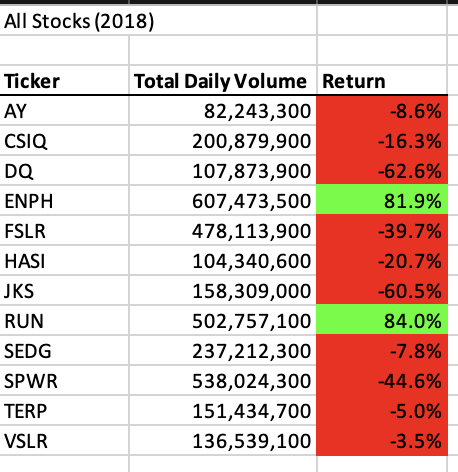 All Stocks (2018)
Ticker Total Daily Volume Return
AY 82,243,300 -8.6%
CSIQ 200,879,900 -16.3%
DQ 107,873,900 -62.6%
ENPH 607,473,500 81.9%
FSLR 478,113,900 -39.7%
HASI 104,340,600 -20.7%
JKS 158,309,000 -60.5%
RUN 502,757,100 84.0%
SEDG 237,212,300 -7.8%
SPWR 538,024,300 -44.6%
TERP 151,434,700 -5.0%
VSLR 136,539,100 -3.5%